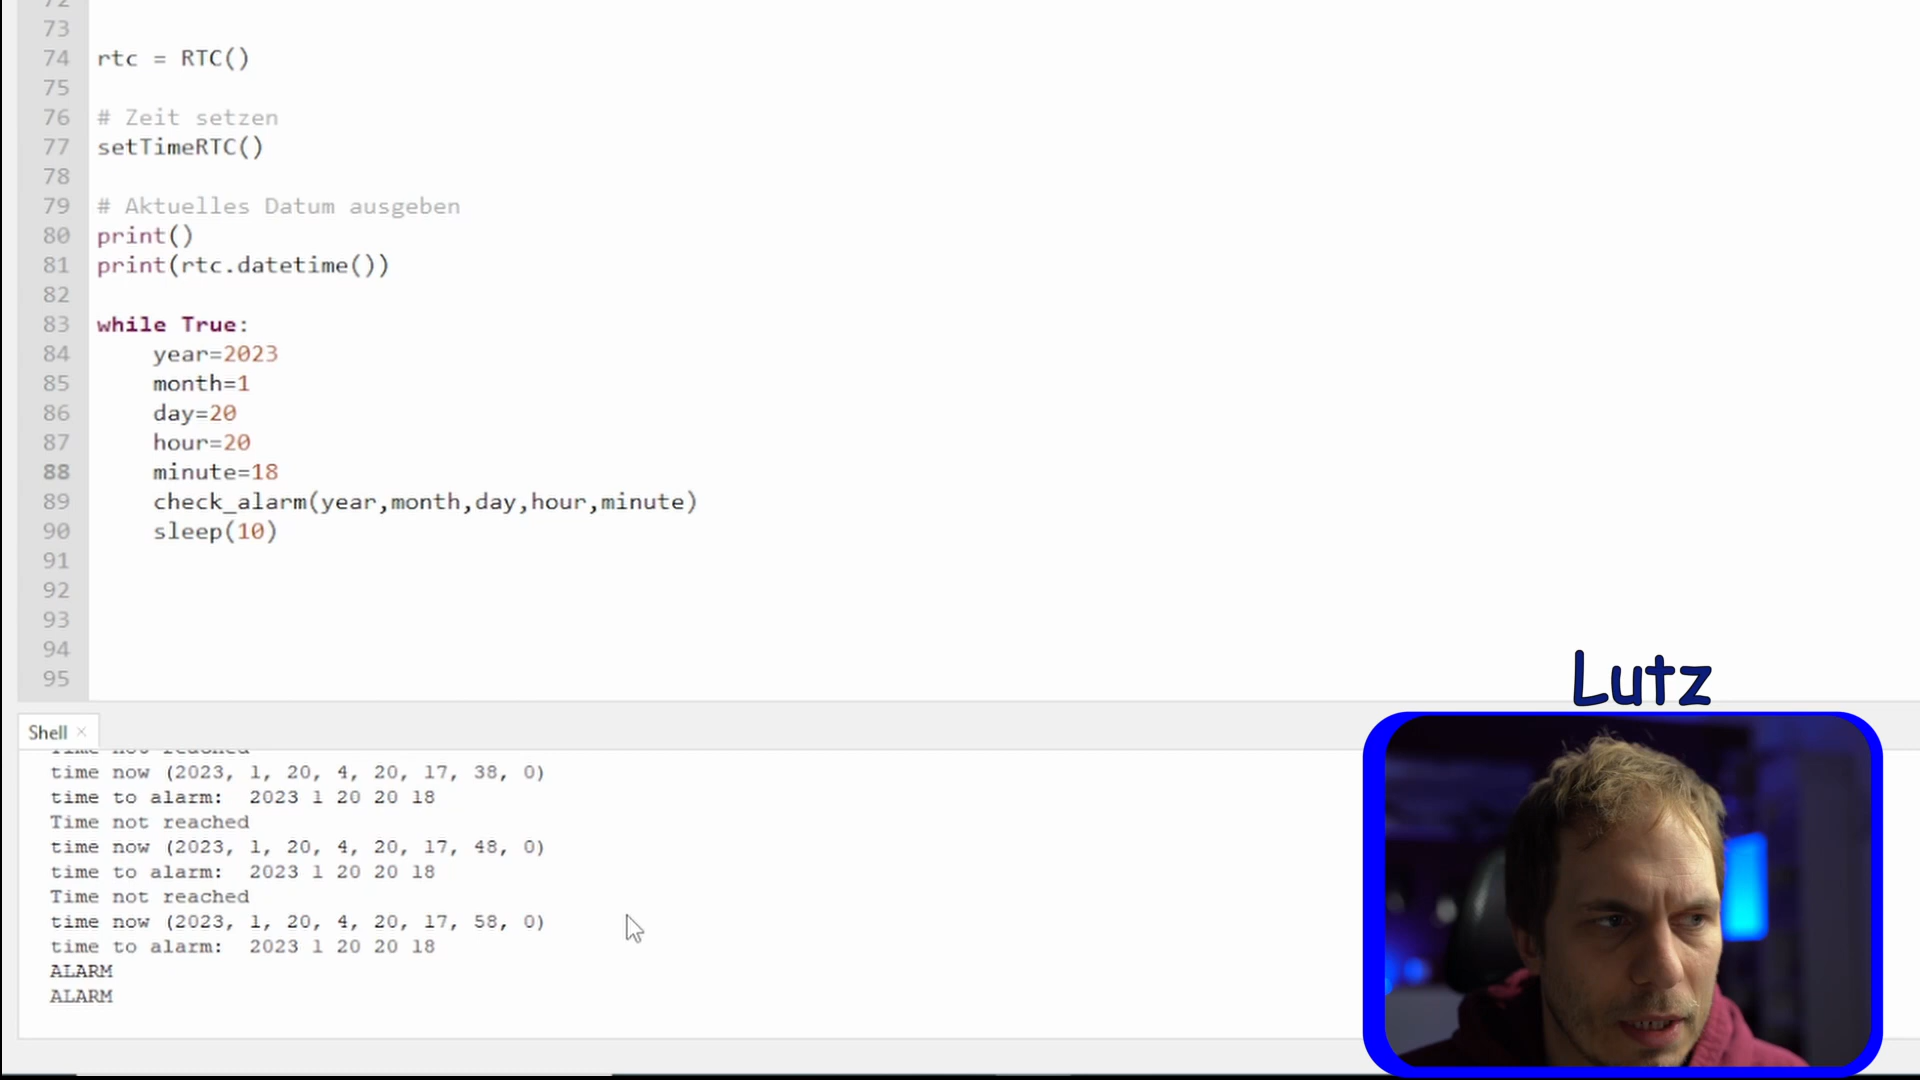 72
73
74 rtc = RTC()
75
76 # Zeit setzen
77 setTimeRTC()
78
79 # Aktuelles Datum ausgeben
80 print()
81 print(rtc.datetime())
82
83 while True:
84 year=2023
85 month=1
86 day=20
87 hour=20
88 minute=18
89 check_alarm(year,month,day,hour,minute)
90 sleep(10)
91
92
93
94
95
Lutz
Shell ×
Time not reached
time now (2023, 1, 20, 4, 20, 17, 38, 0)
time to alarm:  2023 1 20 20 18
Time not reached
time now (2023, 1, 20, 4, 20, 17, 48, 0)
time to alarm:  2023 1 20 20 18
Time not reached
time now (2023, 1, 20, 4, 20, 17, 58, 0)
time to alarm:  2023 1 20 20 18
ALARM
ALARM